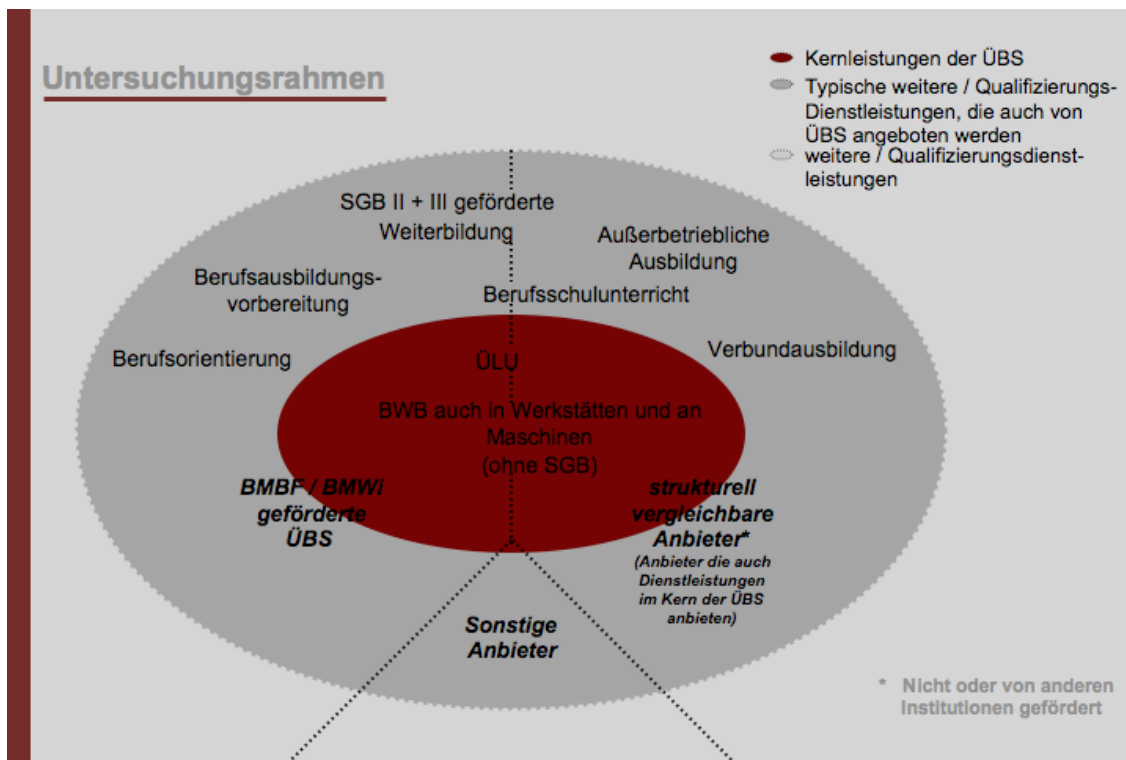 Untersuchungsrahmen
Kernleistungen der ÜBS
Typische weitere / Qualifizierungs-
Dienstleistungen, die auch von
ÜBS angeboten werden
weitere / Qualifizierungsdienst-
leistungen
SGB II + III geförderte
Weiterbildung
Außerbetriebliche
Ausbildung
Berufsausbildungs-
vorbereitung
Berufsschulunterricht
Berufsorientierung
Verbundausbildung
ÜLU
BWB auch in Werkstätten und an
Maschinen
(ohne SGB)
BMBF / BMWi
geförderte
ÜBS
strukturell
vergleichbare
Anbieter*
(Anbieter die auch
Dienstleistungen
im Kern der ÜBS
anbieten)
Sonstige
Anbieter
* Nicht oder von anderen
Institutionen gefördert